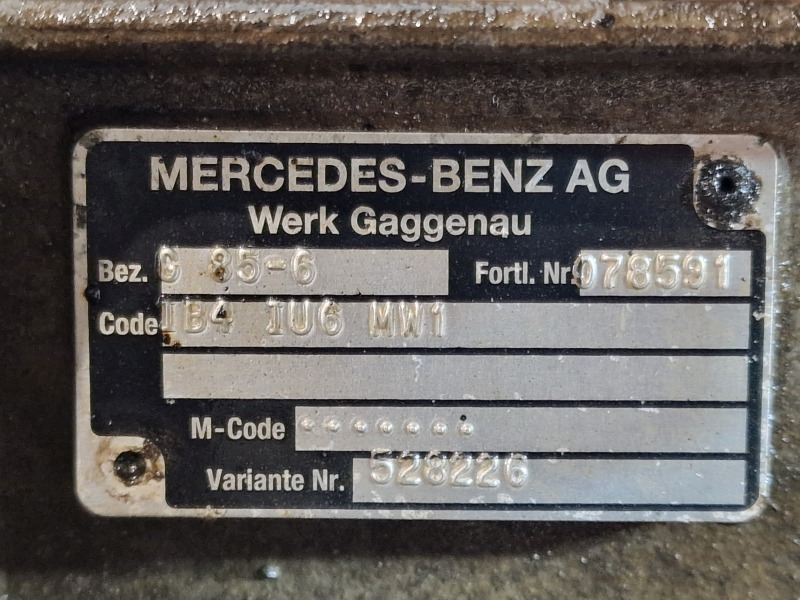 MERCEDES-BENZ AG
Werk Gaggenau
Bez. G 85-6 Fortl. Nr. 078591
Code IB4 IU6 MW1
M-Code .......
Variante Nr. 528226